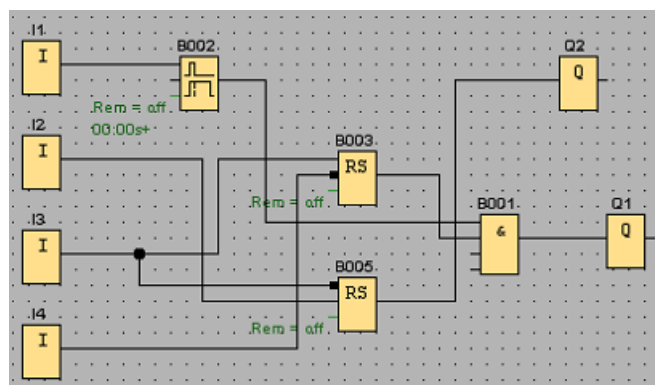 I1
I
B002
Rem = off
00:00s+
Q2
Q
I2
I
B003
RS
Rem = off
B001
&
Q1
Q
I3
I
B005
RS
Rem = off
I4
I